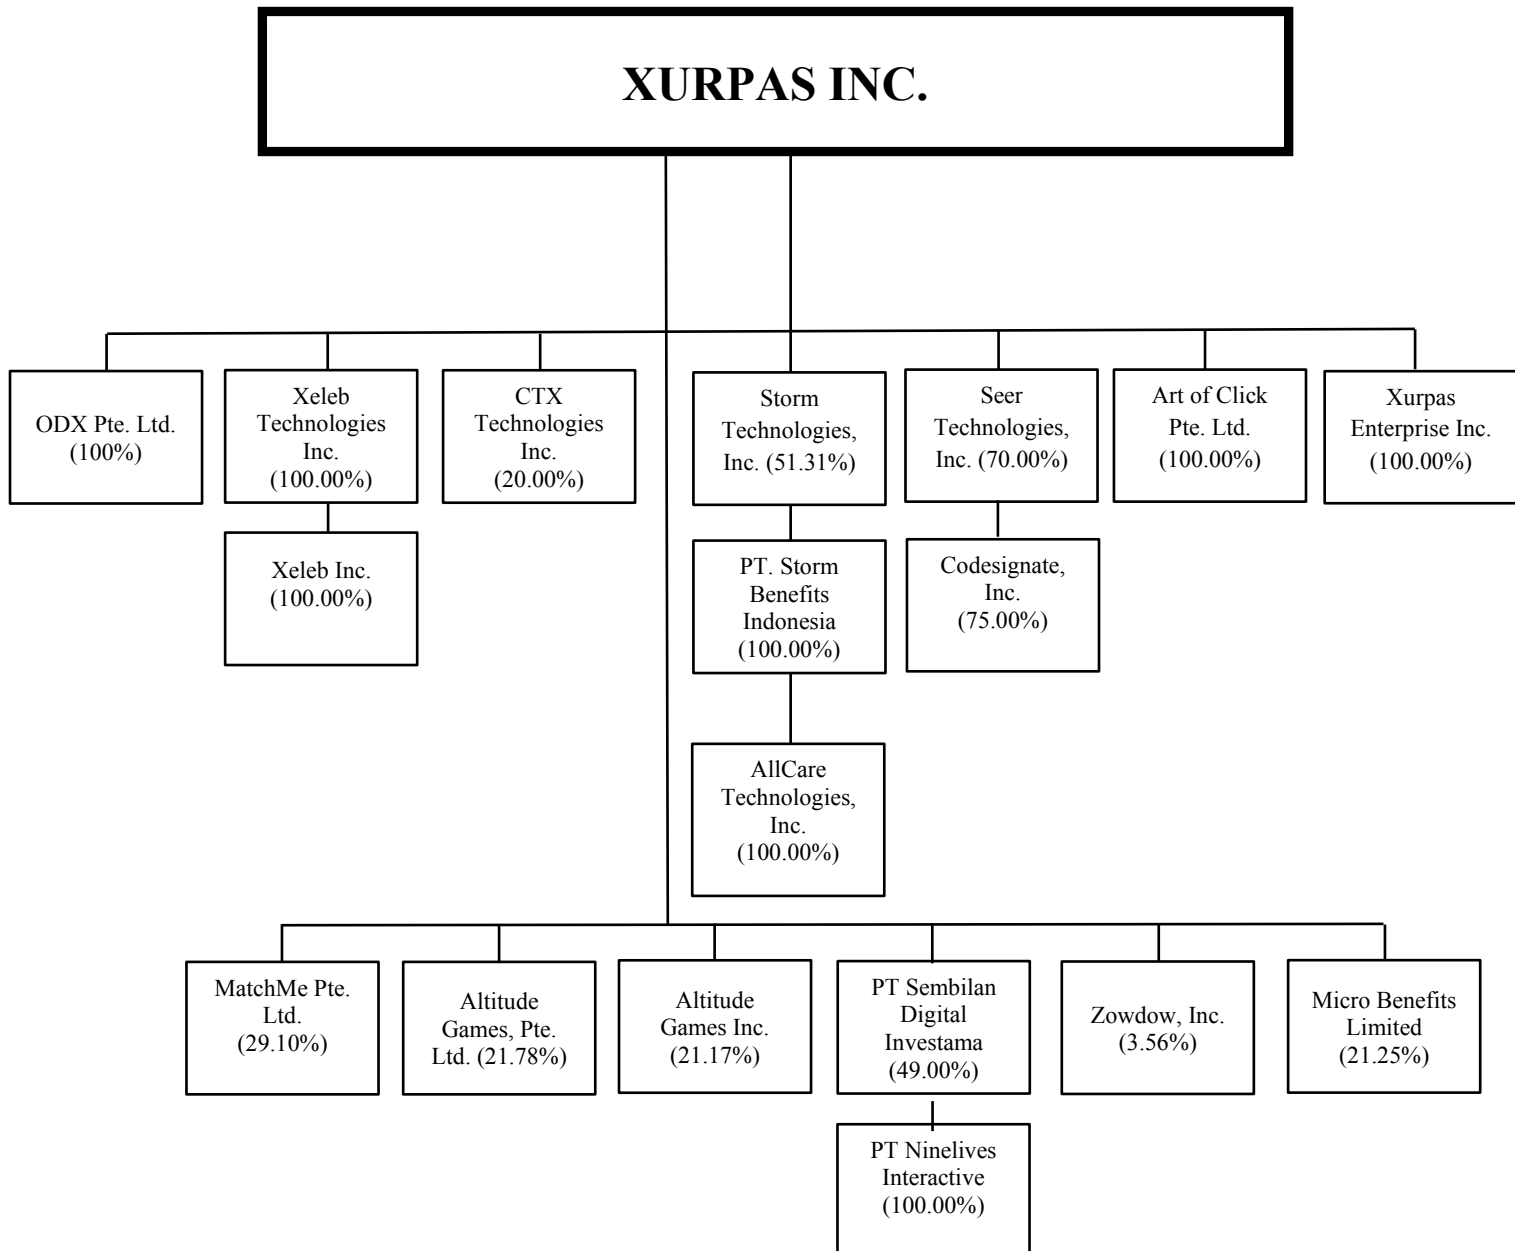 XURPAS INC.
ODX Pte. Ltd.
(100%)
Xeleb
Technologies
Inc.
(100.00%)
CTX
Technologies
Inc.
(20.00%)
Storm
Technologies,
Inc. (51.31%)
Seer
Technologies,
Inc. (70.00%)
Art of Click
Pte. Ltd.
(100.00%)
Xurpas
Enterprise Inc.
(100.00%)
Xeleb Inc.
(100.00%)
PT. Storm
Benefits
Indonesia
(100.00%)
Codesignate,
Inc.
(75.00%)
AllCare
Technologies,
Inc.
(100.00%)
MatchMe Pte.
Ltd.
(29.10%)
Altitude
Games, Pte.
Ltd. (21.78%)
Altitude
Games Inc.
(21.17%)
PT Sembilan
Digital
Investama
(49.00%)
Zowdow, Inc.
(3.56%)
Micro Benefits
Limited
(21.25%)
PT Ninelives
Interactive
(100.00%)